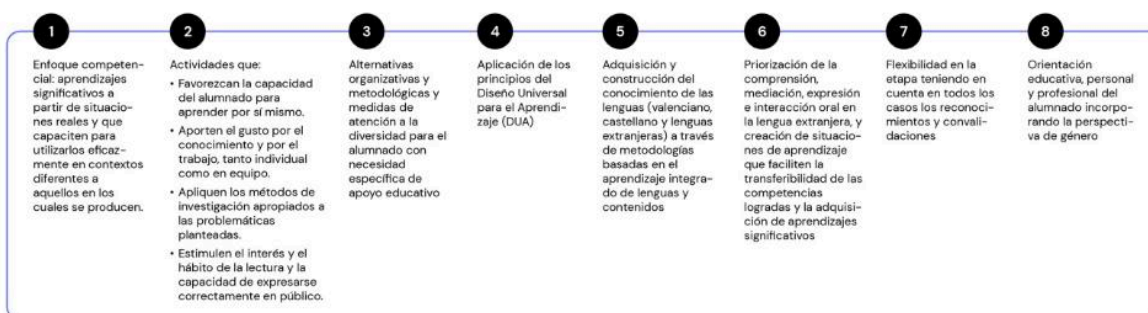 1
Enfoque competen-
cial: aprendizajes
significativos a
partir de situacio-
nes reales y que
capaciten para
utilizarlos eficaz-
mente en contextos
diferentes a
aquellos en los
cuales se producen.
2
Actividades que:
• Favorezcan la capacidad
del alumnado para
aprender por sí mismo.
• Aporten el gusto por el
conocimiento y por el
trabajo, tanto individual
como en equipo.
• Apliquen los métodos de
investigación apropiados a
las problemáticas
planteadas.
• Estimulen el interés y el
hábito de la lectura y la
capacidad de expresarse
correctamente en público.
3
Alternativas
organizativas y
metodológicas y
medidas de
atención a la
diversidad para el
alumnado con
necesidad
específica de
apoyo educativo
4
Aplicación de los
principios del
Diseño Universal
para el Aprendi-
zaje (DUA)
5
Adquisición y
construcción del
conocimiento de las
lenguas (valenciano,
castellano y lenguas
extranjeras) a través
de metodologías
basadas en el
aprendizaje integra-
do de lenguas y
contenidos
6
Priorización de la
comprensión,
mediación, expresión
e interacción oral en
la lengua extranjera, y
creación de situacio-
nes de aprendizaje
que faciliten la
transferibilidad de las
competencias
logradas y la adquisi-
ción de aprendizajes
significativos
7
Flexibilidad en la
etapa teniendo en
cuenta en todos los
casos los reconoci-
mientos y convali-
daciones
8
Orientación
educativa, personal
y profesional del
alumnado incorpo-
rando la perspecti-
va de género